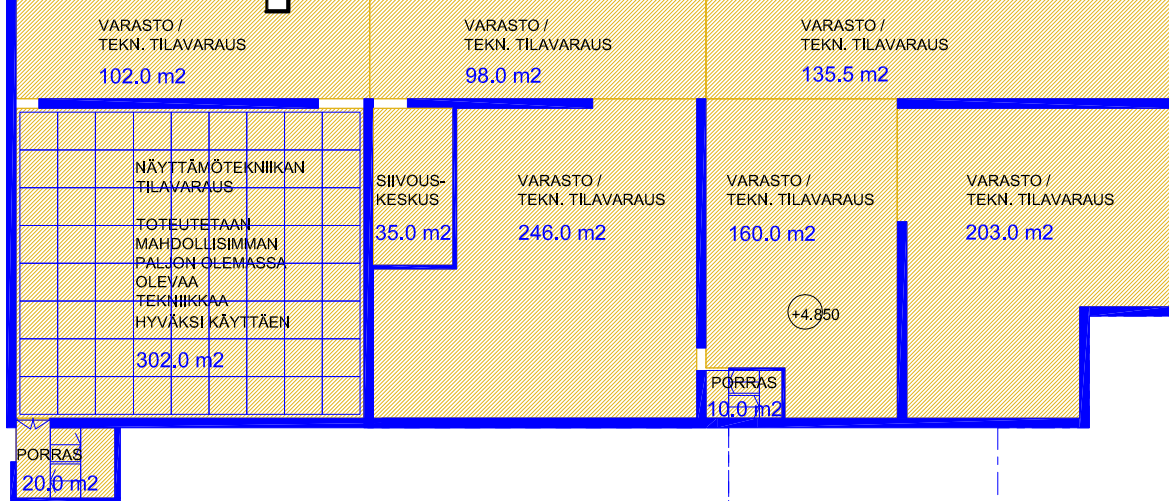 VARASTO /
TEKN. TILAVARAUS
102.0 m2
VARASTO /
TEKN. TILAVARAUS
98.0 m2
VARASTO /
TEKN. TILAVARAUS
135.5 m2
NÄYTTÄMÖTEKNIIKAN
TILAVARAUS
TOTEUTETAAN
MAHDOLLISIMMAN
PALJON OLEMASSA
OLEVAA
TEKNIIKKAA
HYVÄKSI KÄYTTÄEN
302.0 m2
SIIVOUS-
KESKUS
35.0 m2
VARASTO /
TEKN. TILAVARAUS
246.0 m2
VARASTO /
TEKN. TILAVARAUS
160.0 m2
VARASTO /
TEKN. TILAVARAUS
203.0 m2
+4.850
PORRAS
10.0 m2
PORRAS
20.0 m2